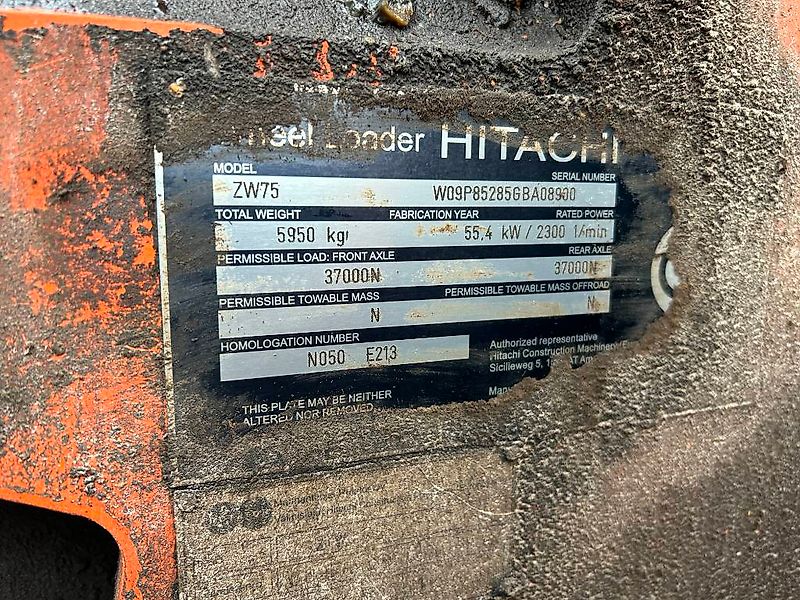 Wheel Loader HITACHI
MODEL SERIAL NUMBER
ZW75 W09P85285GBA08900
TOTAL WEIGHT FABRICATION YEAR RATED POWER
5950 kg 55,4 kW / 2300 1/min
PERMISSIBLE LOAD: FRONT AXLE REAR AXLE
37000N 37000N
PERMISSIBLE TOWABLE MASS PERMISSIBLE TOWABLE MASS OFFROAD
N N
HOMOLOGATION NUMBER
N050 E213
Authorized representative
Hitachi Construction Machinery
Sicilieweg 5,
THIS PLATE MAY BE NEITHER
ALTERED NOR REMOVED